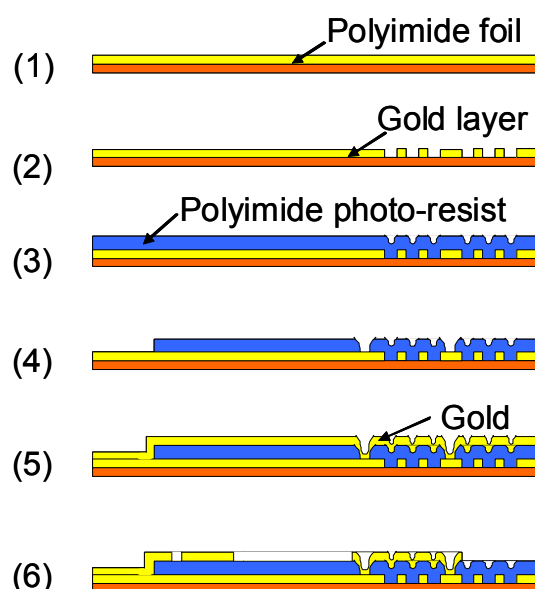 Polyimide foil
(1)
Gold layer
(2)
Polyimide photo-resist
(3)
(4)
Gold
(5)
(6)